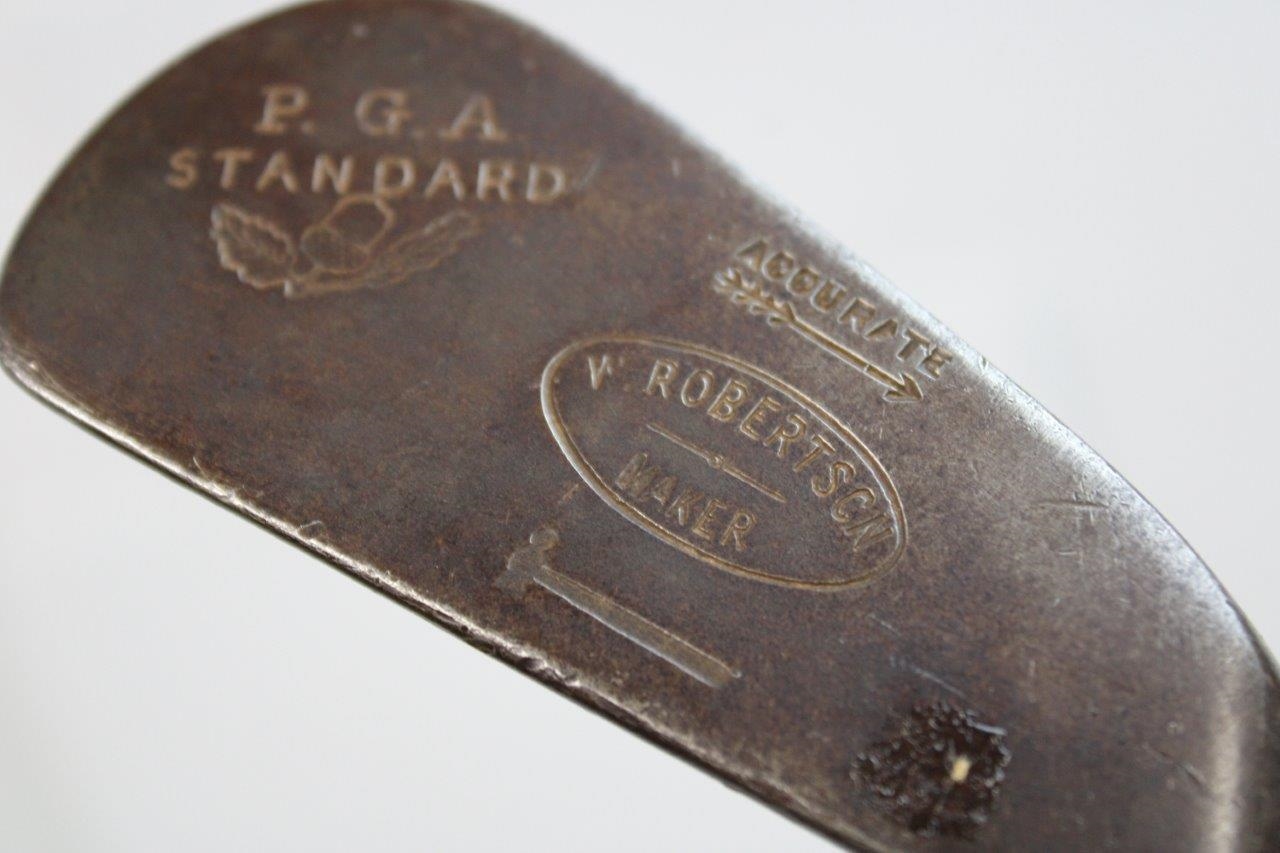 P. G. A.
STANDARD
ACCURATE
W. ROBERTSON
MAKER